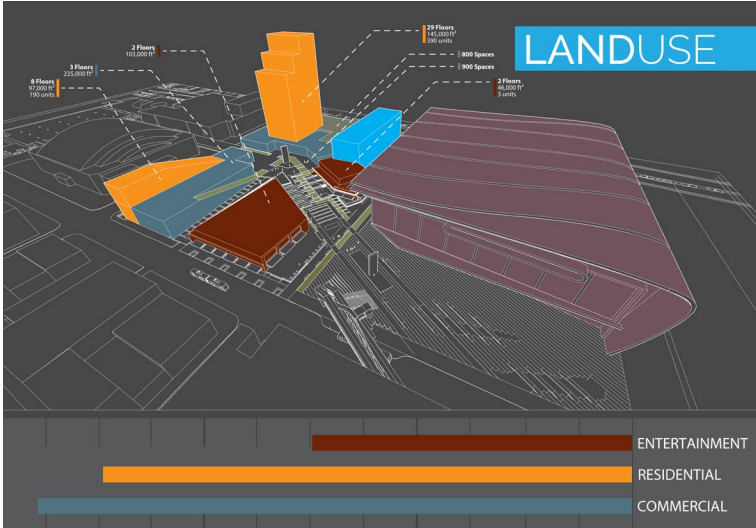 LANDUSE
29 Floors
145,000 ft²
390 units
2 Floors
103,000 ft²
800 Spaces
900 Spaces
3 Floors
235,000 ft²
2 Floors
46,000 ft²
3 units
8 Floors
97,000 ft²
190 units
ENTERTAINMENT
RESIDENTIAL
COMMERCIAL